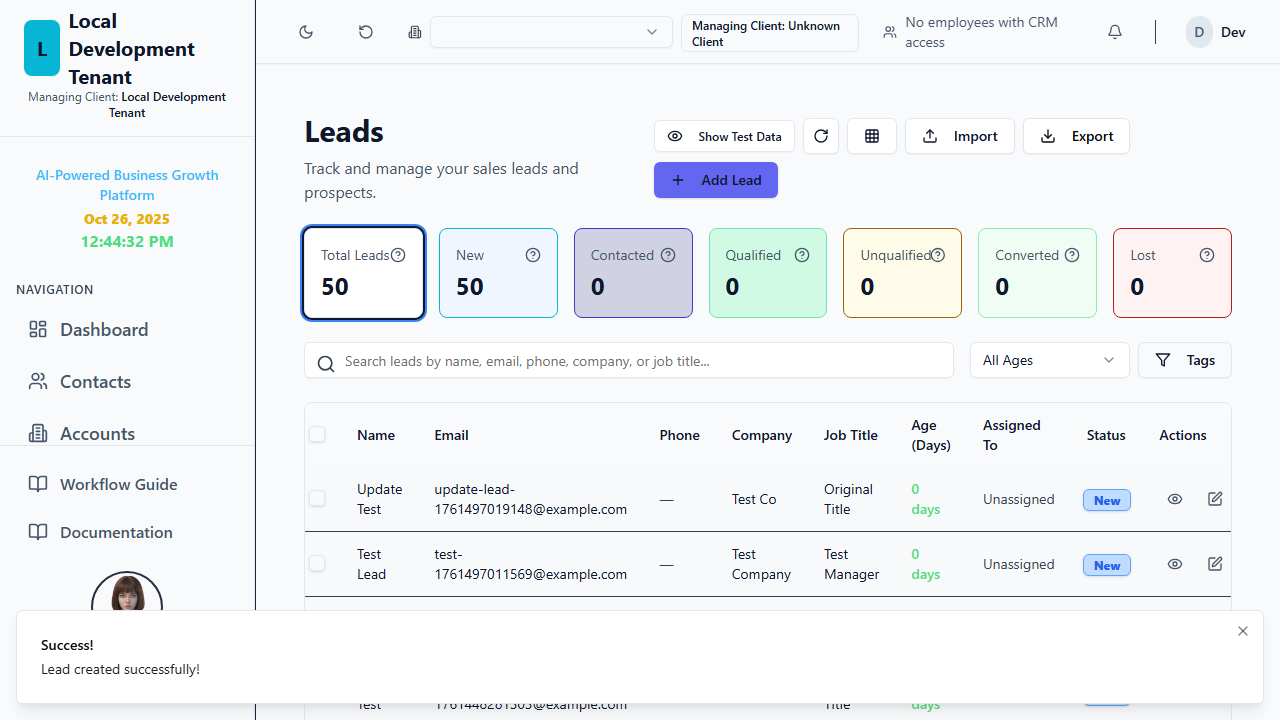 L
Local
Development
Tenant
Managing Client: Local Development
Tenant
AI-Powered Business Growth
Platform
Oct 26, 2025
12:44:32 PM
NAVIGATION
Dashboard
Contacts
Accounts
Workflow Guide
Documentation
Managing Client: Unknown
Client
No employees with CRM
access
D
Dev
Leads
Track and manage your sales leads and
prospects.
Show Test Data
Import
Export
Add Lead
Total Leads
50
New
50
Contacted
0
Qualified
0
Unqualified
0
Converted
0
Lost
0
Search leads by name, email, phone, company, or job title...
All Ages
Tags
Name Email Phone Company Job Title Age (Days) Assigned To Status Actions
Update Test update-lead-1761497019148@example.com — Test Co Original Title 0 days Unassigned New
Test Lead test-1761497011569@example.com — Test Company Test Manager 0 days Unassigned New
Success!
Lead created successfully!